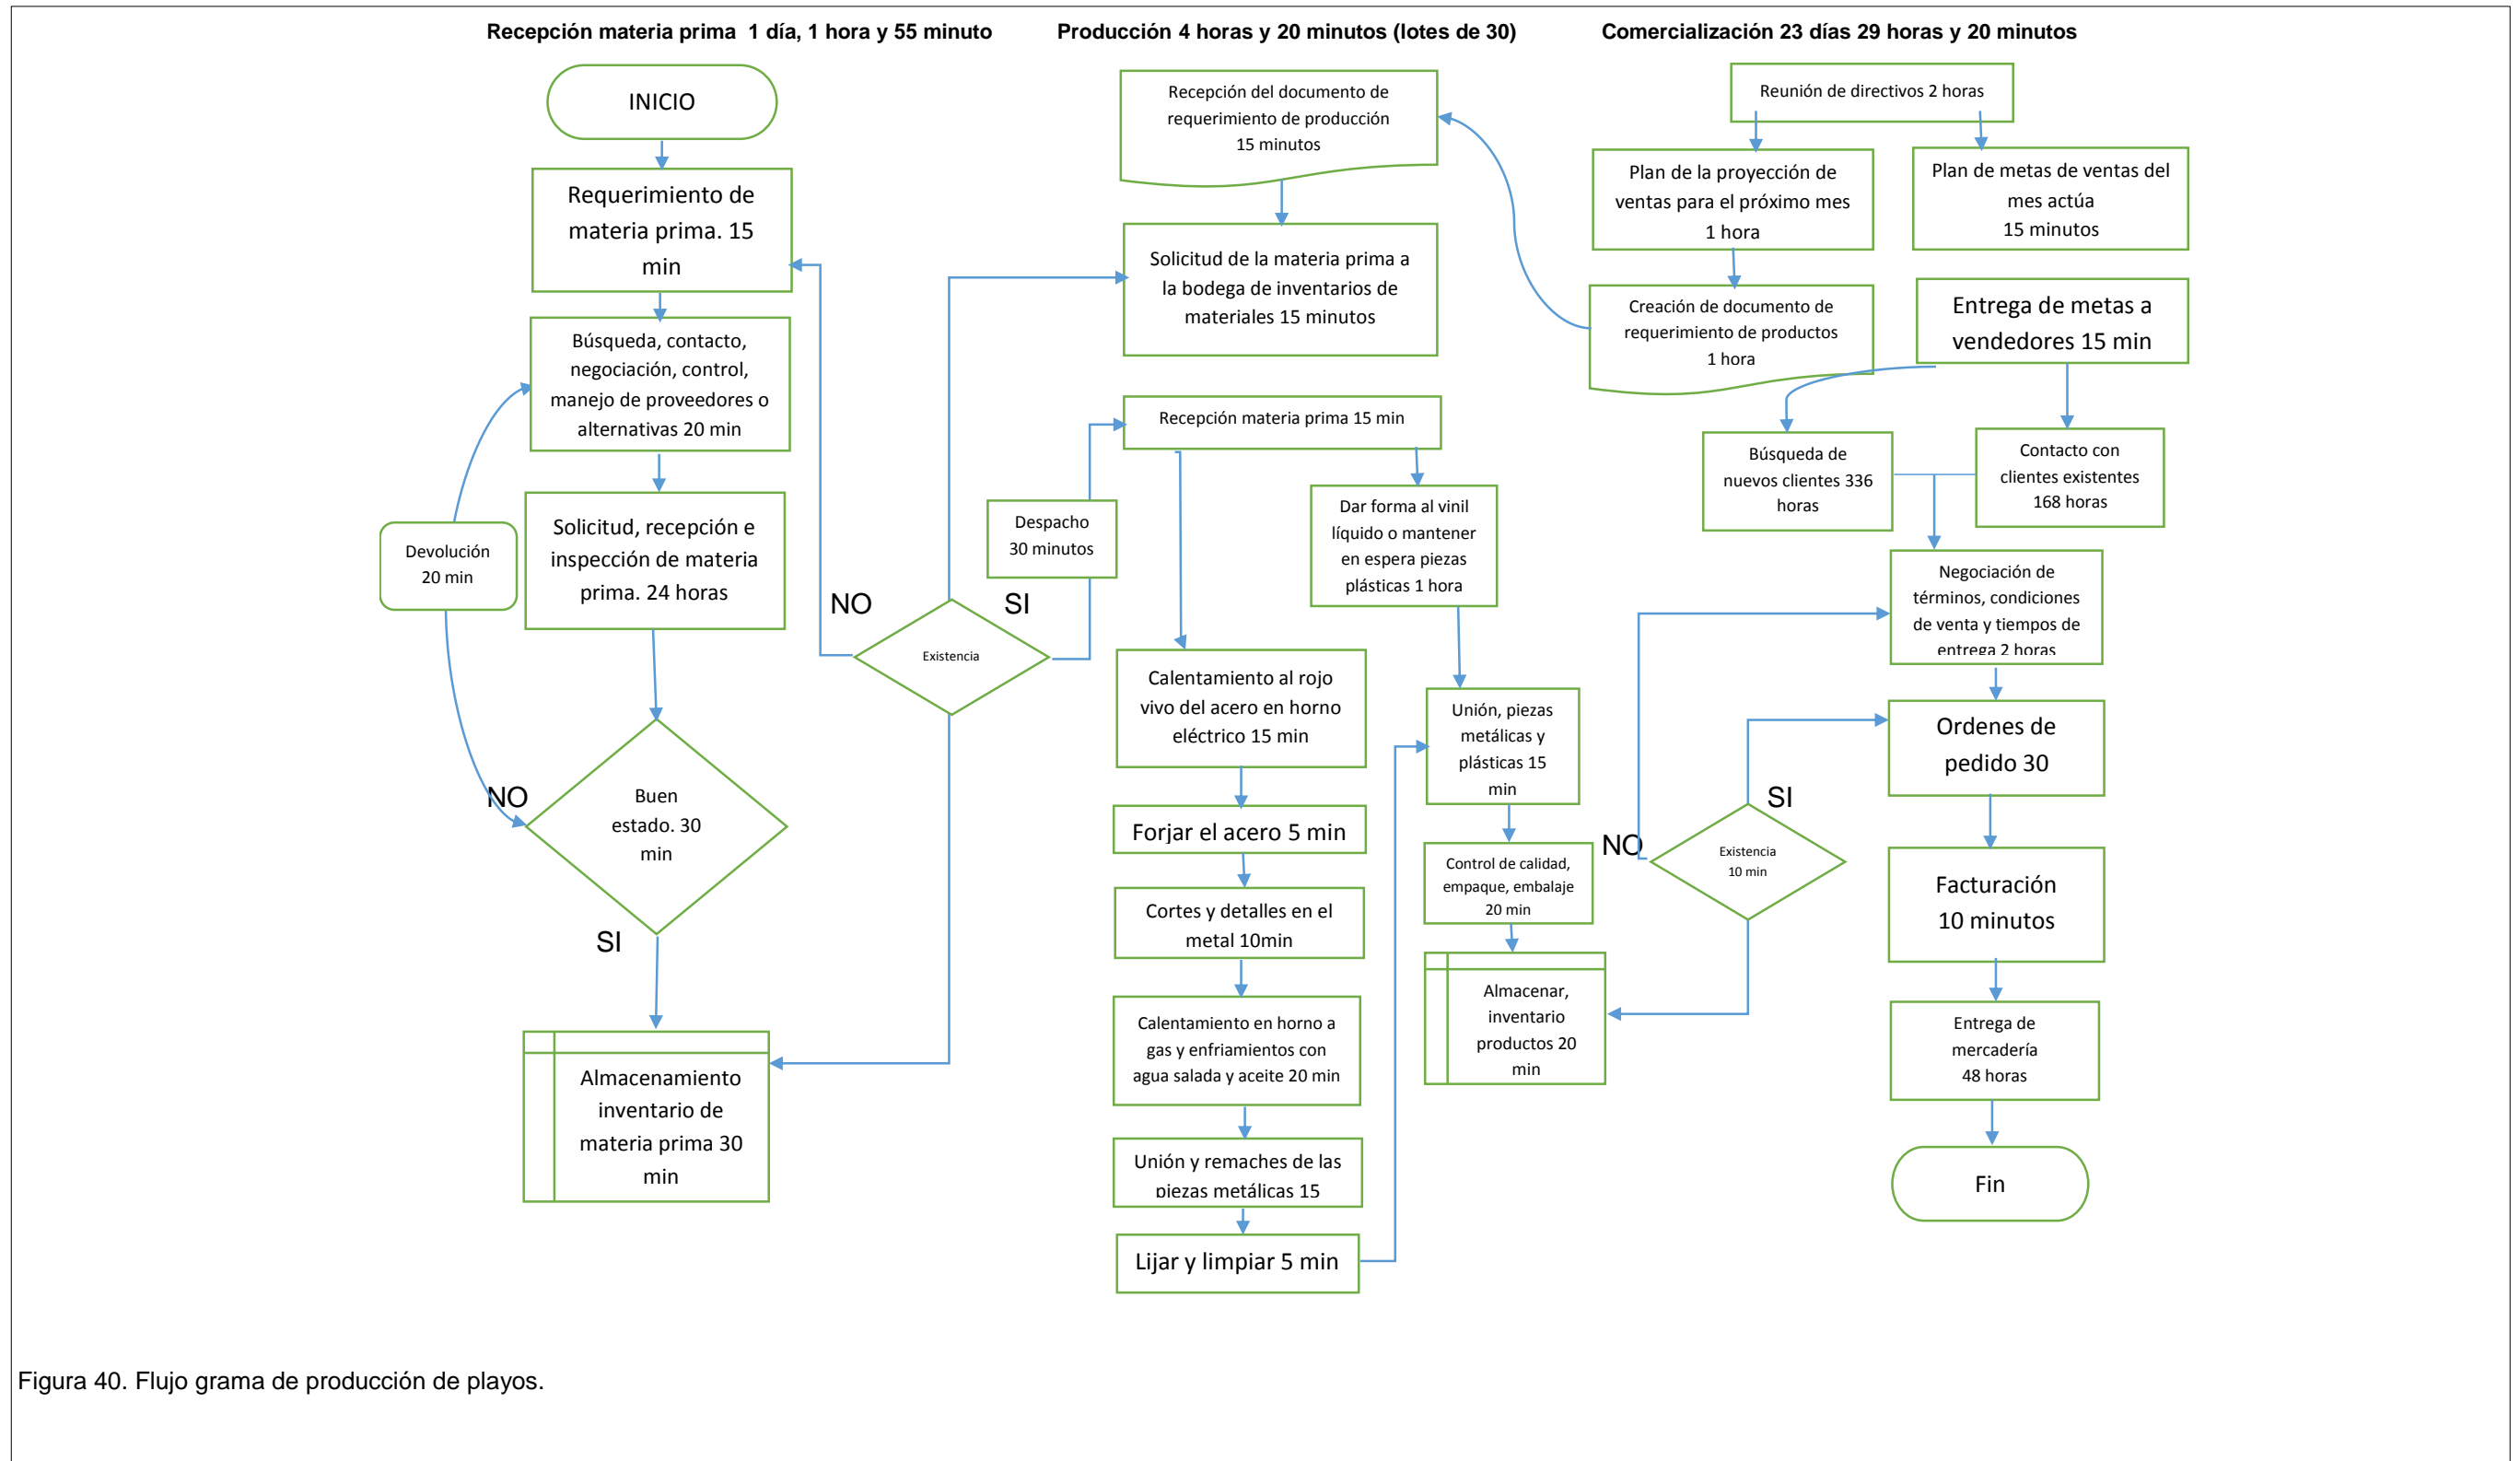 Recepción materia prima 1 día, 1 hora y 55 minuto
Producción 4 horas y 20 minutos (lotes de 30)
Comercialización 23 días 29 horas y 20 minutos
INICIO
Requerimiento de
materia prima. 15
min
Búsqueda, contacto,
negociación, control,
manejo de proveedores o
alternativas 20 min
Solicitud, recepción e
inspección de materia
prima. 24 horas
Devolución
20 min
NO
Buen
estado. 30
min
SI
Almacenamiento
inventario de
materia prima 30
min
NO
SI
Existencia
Despacho
30 minutos
Recepción del documento de
requerimiento de producción
15 minutos
Solicitud de la materia prima a
la bodega de inventarios de
materiales 15 minutos
Recepción materia prima 15 min
Dar forma al vinil
líquido o mantener
en espera piezas
plásticas 1 hora
Calentamiento al rojo
vivo del acero en horno
eléctrico 15 min
Forjar el acero 5 min
Cortes y detalles en el
metal 10min
Calentamiento en horno a
gas y enfriamientos con
agua salada y aceite 20 min
Unión y remaches de las
piezas metálicas 15
Lijar y limpiar 5 min
Unión, piezas
metálicas y
plásticas 15
min
Control de calidad,
empaque, embalaje
20 min
Almacenar,
inventario
productos 20
min
Reunión de directivos 2 horas
Plan de la proyección de
ventas para el próximo mes
1 hora
Plan de metas de ventas del
mes actúa
15 minutos
Creación de documento de
requerimiento de productos
1 hora
Entrega de metas a
vendedores 15 min
Búsqueda de
nuevos clientes 336
horas
Contacto con
clientes existentes
168 horas
Negociación de
términos, condiciones
de venta y tiempos de
entrega 2 horas
Ordenes de
pedido 30
SI
NO
Existencia
10 min
Facturación
10 minutos
Entrega de
mercadería
48 horas
Fin
Figura 40. Flujo grama de producción de playos.